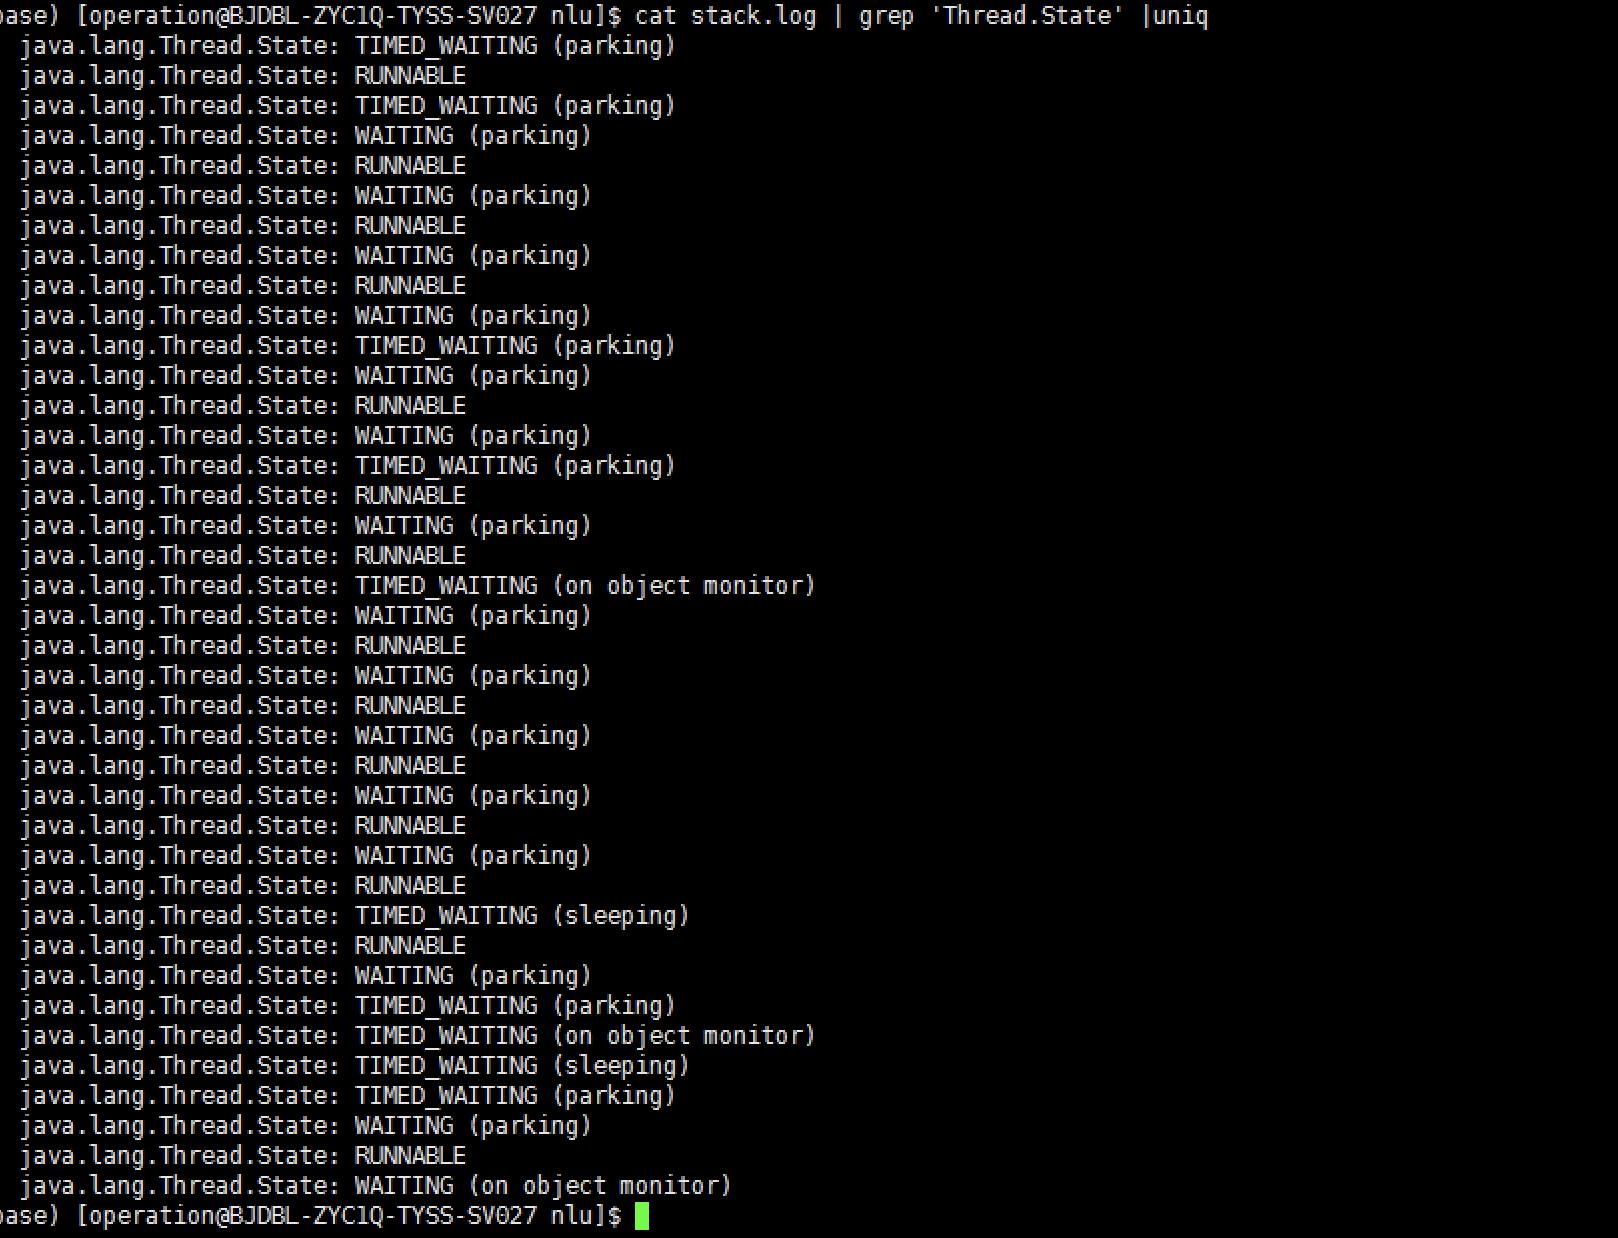 base) [operation@BJDBL-ZYC1Q-TYSS-SV027 nlu]$ cat stack.log | grep 'Thread.State' |uniq
java.lang.Thread.State: TIMED_WAITING (parking)
java.lang.Thread.State: RUNNABLE
java.lang.Thread.State: TIMED_WAITING (parking)
java.lang.Thread.State: WAITING (parking)
java.lang.Thread.State: RUNNABLE
java.lang.Thread.State: WAITING (parking)
java.lang.Thread.State: RUNNABLE
java.lang.Thread.State: WAITING (parking)
java.lang.Thread.State: RUNNABLE
java.lang.Thread.State: WAITING (parking)
java.lang.Thread.State: TIMED_WAITING (parking)
java.lang.Thread.State: WAITING (parking)
java.lang.Thread.State: RUNNABLE
java.lang.Thread.State: WAITING (parking)
java.lang.Thread.State: TIMED_WAITING (parking)
java.lang.Thread.State: RUNNABLE
java.lang.Thread.State: WAITING (parking)
java.lang.Thread.State: RUNNABLE
java.lang.Thread.State: TIMED_WAITING (on object monitor)
java.lang.Thread.State: WAITING (parking)
java.lang.Thread.State: RUNNABLE
java.lang.Thread.State: WAITING (parking)
java.lang.Thread.State: RUNNABLE
java.lang.Thread.State: WAITING (parking)
java.lang.Thread.State: RUNNABLE
java.lang.Thread.State: WAITING (parking)
java.lang.Thread.State: RUNNABLE
java.lang.Thread.State: WAITING (parking)
java.lang.Thread.State: RUNNABLE
java.lang.Thread.State: TIMED_WAITING (sleeping)
java.lang.Thread.State: RUNNABLE
java.lang.Thread.State: WAITING (parking)
java.lang.Thread.State: TIMED_WAITING (parking)
java.lang.Thread.State: TIMED_WAITING (on object monitor)
java.lang.Thread.State: TIMED_WAITING (sleeping)
java.lang.Thread.State: TIMED_WAITING (parking)
java.lang.Thread.State: WAITING (parking)
java.lang.Thread.State: RUNNABLE
java.lang.Thread.State: WAITING (on object monitor)
base) [operation@BJDBL-ZYC1Q-TYSS-SV027 nlu]$